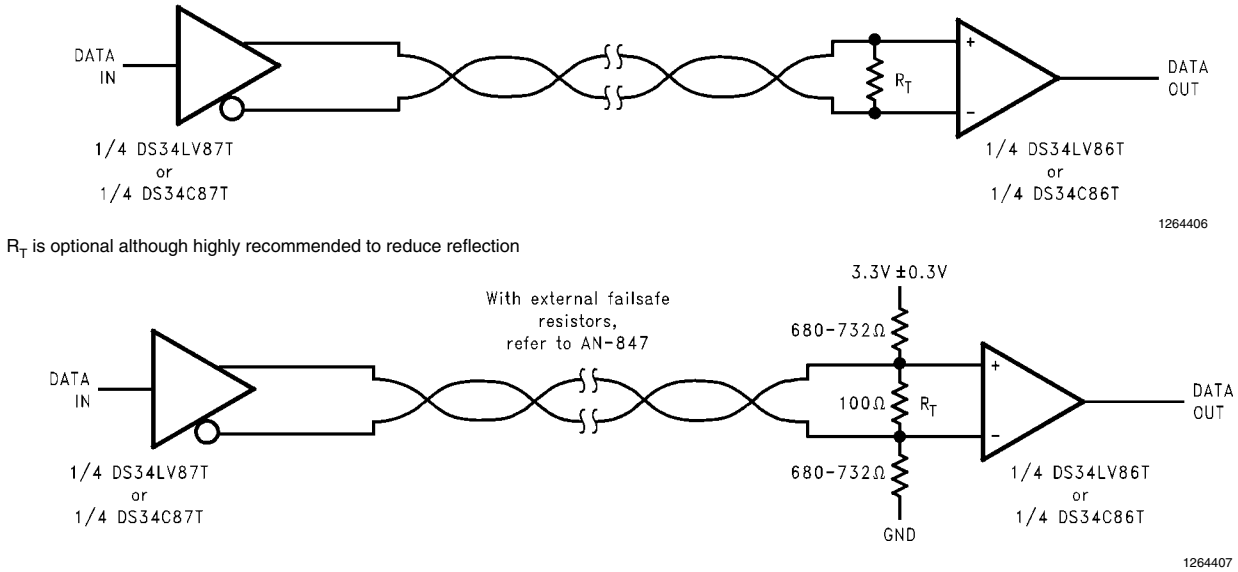 DATA
IN
+
R_T
−
DATA
OUT
1/4 DS34LV87T
or
1/4 DS34C87T
1/4 DS34LV86T
or
1/4 DS34C86T
1264406
R_T is optional although highly recommended to reduce reflection
3.3V ±0.3V
With external failsafe
resistors,
refer to AN-847
680-732Ω
DATA
IN
+
100Ω R_T
−
DATA
OUT
680-732Ω
1/4 DS34LV87T
or
1/4 DS34C87T
1/4 DS34LV86T
or
1/4 DS34C86T
GND
1264407